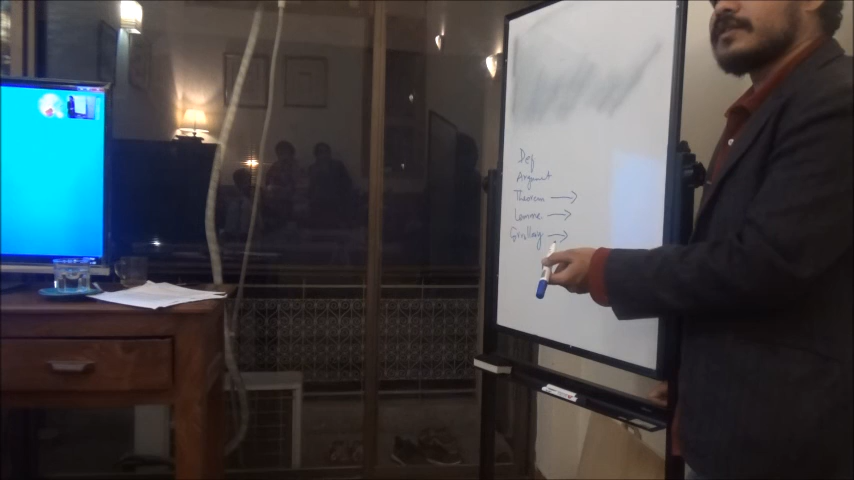 Def
Argument
Theorem →
Lemma →
Corollary →